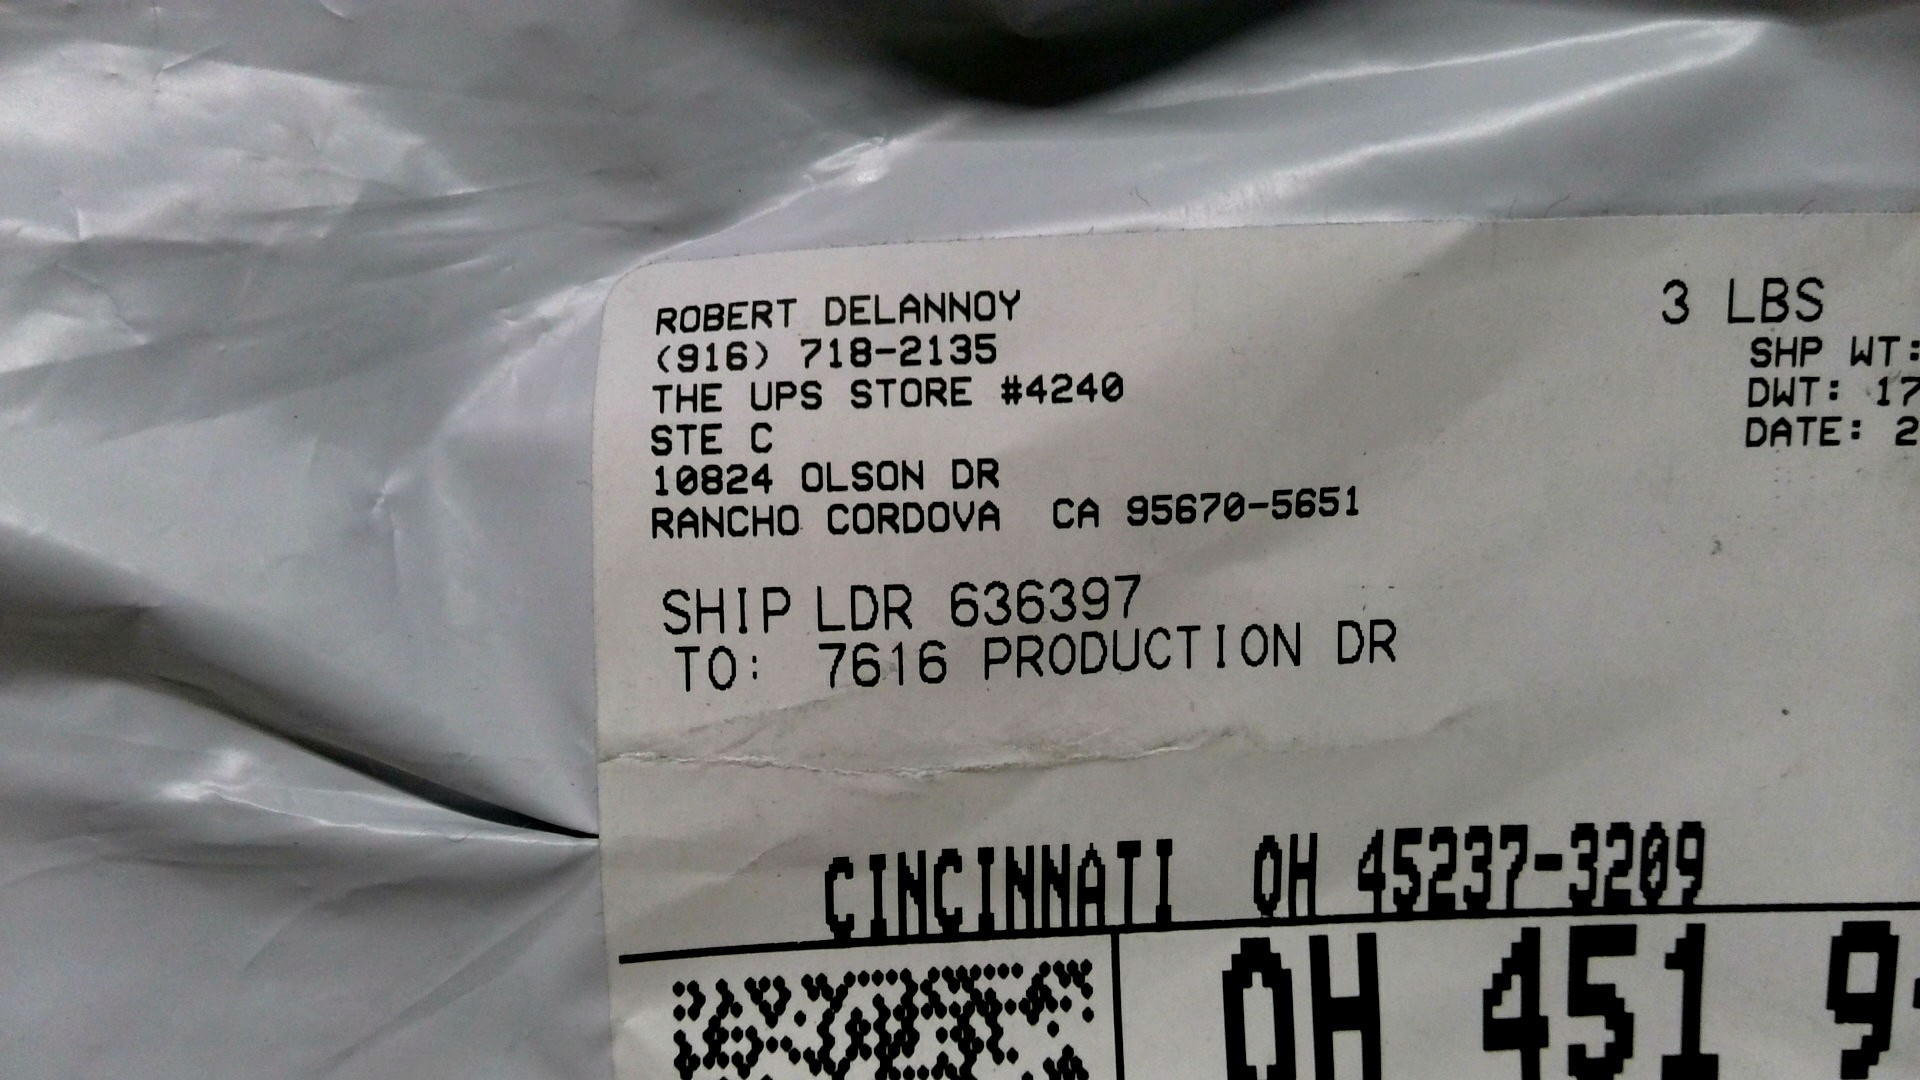 ROBERT DELANNOY
(916) 718-2135
THE UPS STORE #4240
STE C
10824 OLSON DR
RANCHO CORDOVA CA 95670-5651
3 LBS
SHP WT:
DWT: 17
DATE: 2
SHIP LDR 636397
TO: 7616 PRODUCTION DR
CINCINNATI OH 45237-3209
OH 451 9